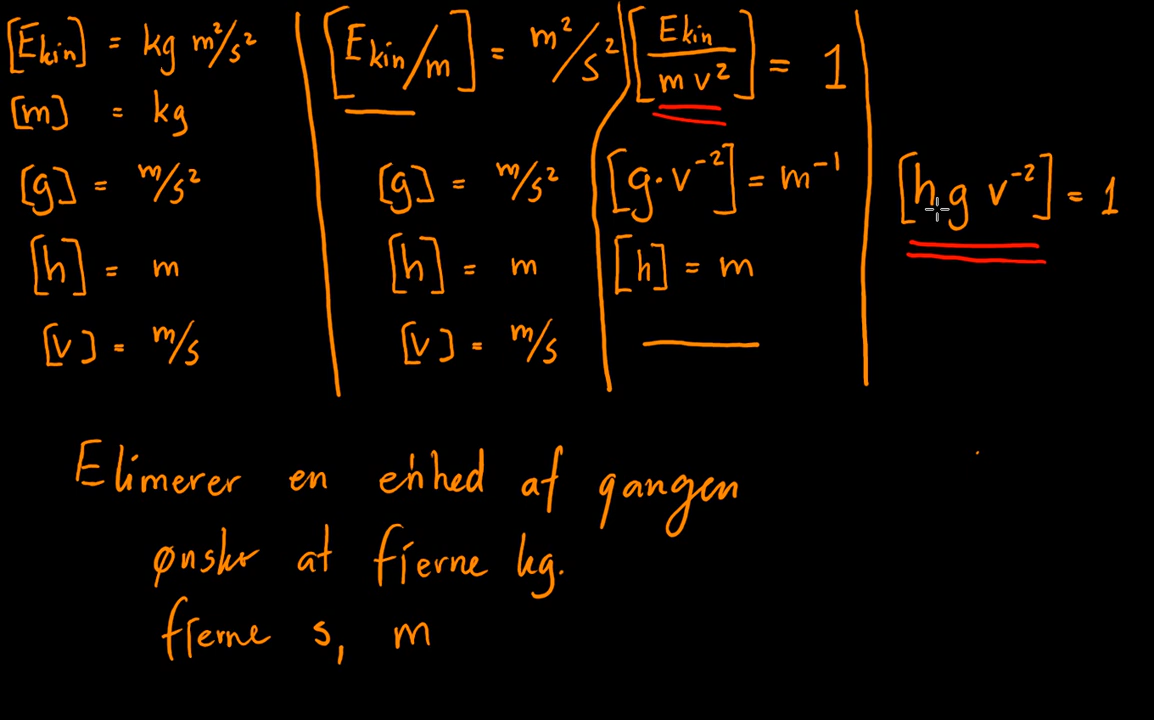 [Ekin] = kg m²/s²
[m] = kg
[g] = m/s²
[h] = m
[v] = m/s
[Ekin/m] = m²/s²
[g] = m/s²
[h] = m
[v] = m/s
[Ekin / m v²] = 1
[g · v⁻²] = m⁻¹
[h] = m
[h g v⁻²] = 1
Elimerer en enhed af gangen
ønsker at fjerne kg.
fjerne s, m